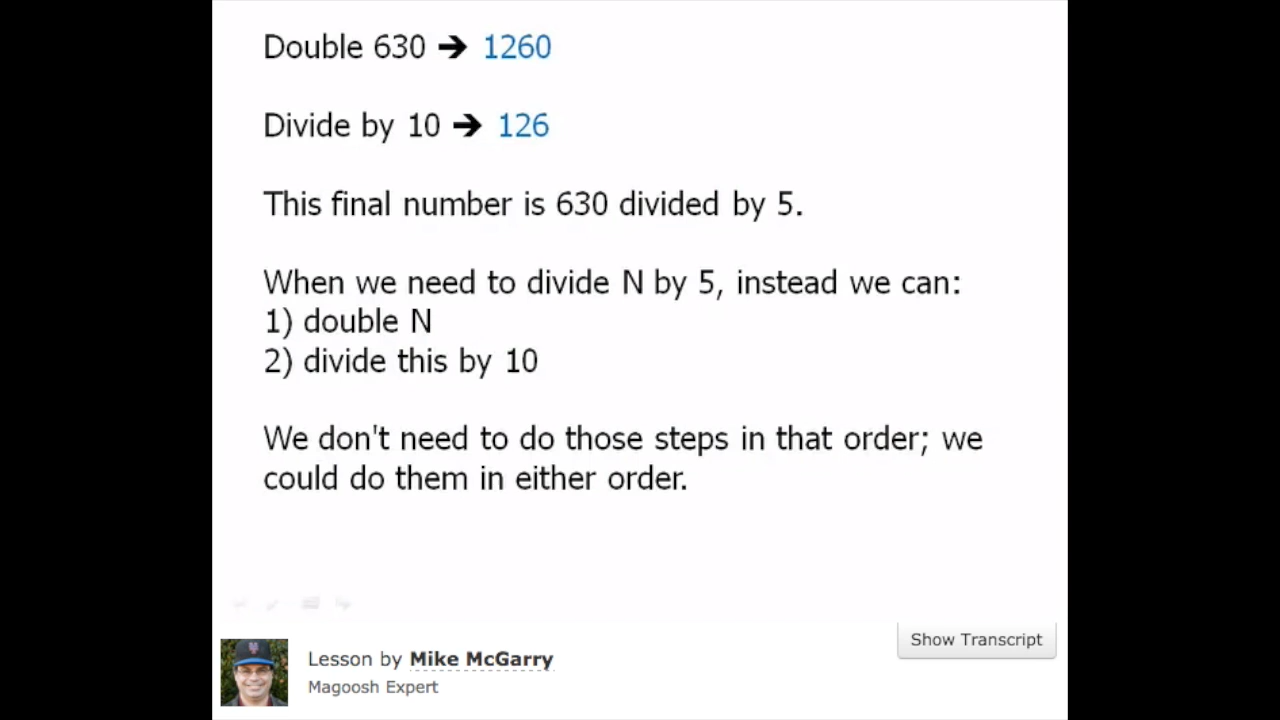 Double 630 ➔ 1260
Divide by 10 ➔ 126
This final number is 630 divided by 5.
When we need to divide N by 5, instead we can:
1) double N
2) divide this by 10
We don't need to do those steps in that order; we
could do them in either order.
Show Transcript
Lesson by Mike McGarry
Magoosh Expert